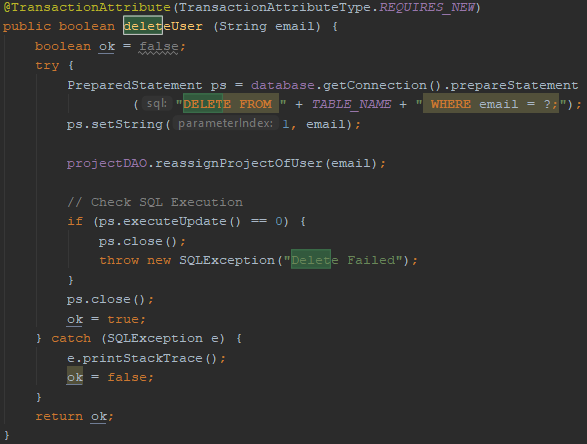 @TransactionAttribute(TransactionAttributeType.REQUIRES_NEW)
public boolean deleteUser (String email) {
    boolean ok = false;
    try {
        PreparedStatement ps = database.getConnection().prepareStatement
                ( sql: "DELETE FROM " + TABLE_NAME + " WHERE email = ?;");
        ps.setString( parameterIndex: 1, email);

        projectDAO.reassignProjectOfUser(email);

        // Check SQL Execution
        if (ps.executeUpdate() == 0) {
            ps.close();
            throw new SQLException("Delete Failed");
        }
        ps.close();
        ok = true;
    } catch (SQLException e) {
        e.printStackTrace();
        ok = false;
    }
    return ok;
}